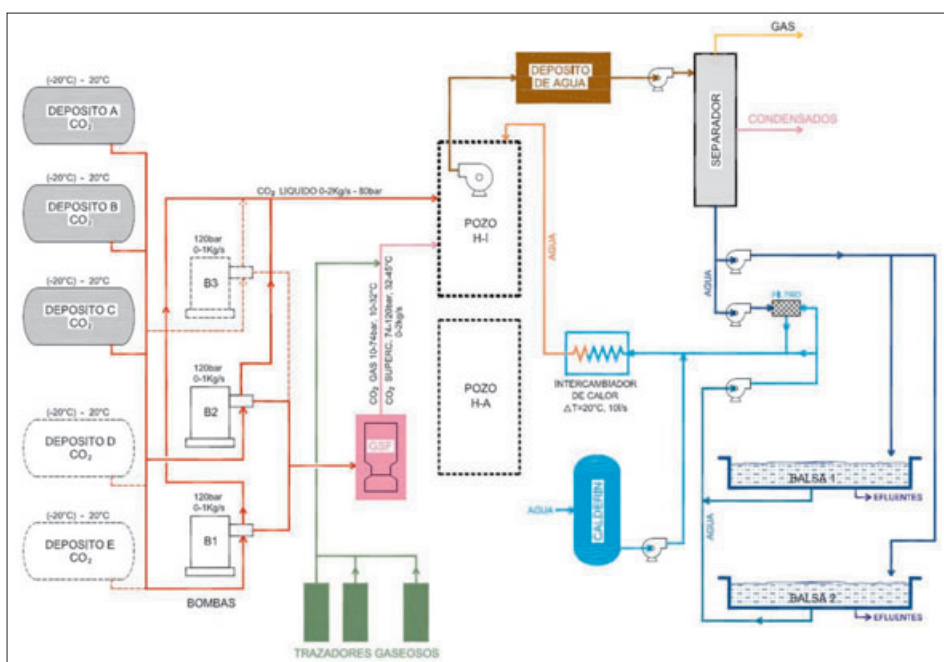 GAS
(-20°C) - 20°C
DEPOSITO A
CO₂
DEPOSITO
DE AGUA
SEPARADOR
CONDENSADOS
(-20°C) - 20°C
DEPOSITO B
CO₂
CO₂ LIQUIDO 0-2Kg/s - 80bar
POZO
H-I
120bar
0-1Kg/s
B3
(-20°C) - 20°C
DEPOSITO C
CO₂
CO₂ GAS 10-74bar, 10-32°C
CO₂ SUPERC. 74-120bar, 32-45°C
0-2kg/s
AGUA
AGUA
FILTRO
INTERCAMBIADOR
DE CALOR
△T=20°C, 10l/s
120bar
0-1Kg/s
B2
POZO
H-A
(-20°C) - 20°C
DEPOSITO D
CO₂
GSF
120bar
0-1Kg/s
B1
AGUA
CALDERIN
BALSA 1
EFLUENTES
AGUA
(-20°C) - 20°C
DEPOSITO E
CO₂
BOMBAS
BALSA 2
EFLUENTES
TRAZADORES GASEOSOS